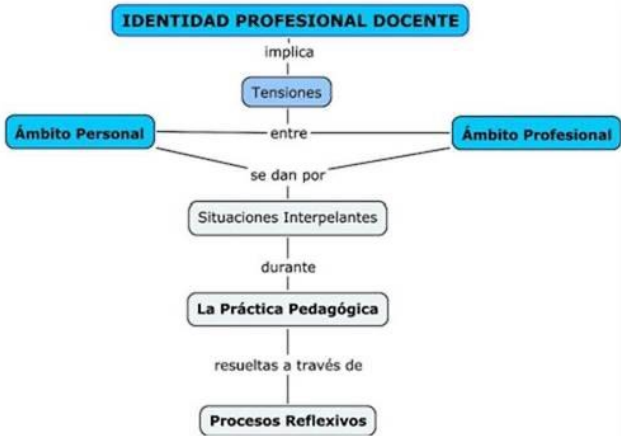 IDENTIDAD PROFESIONAL DOCENTE
implica
Tensiones
Ámbito Personal
entre
Ámbito Profesional
se dan por
Situaciones Interpelantes
durante
La Práctica Pedagógica
resueltas a través de
Procesos Reflexivos